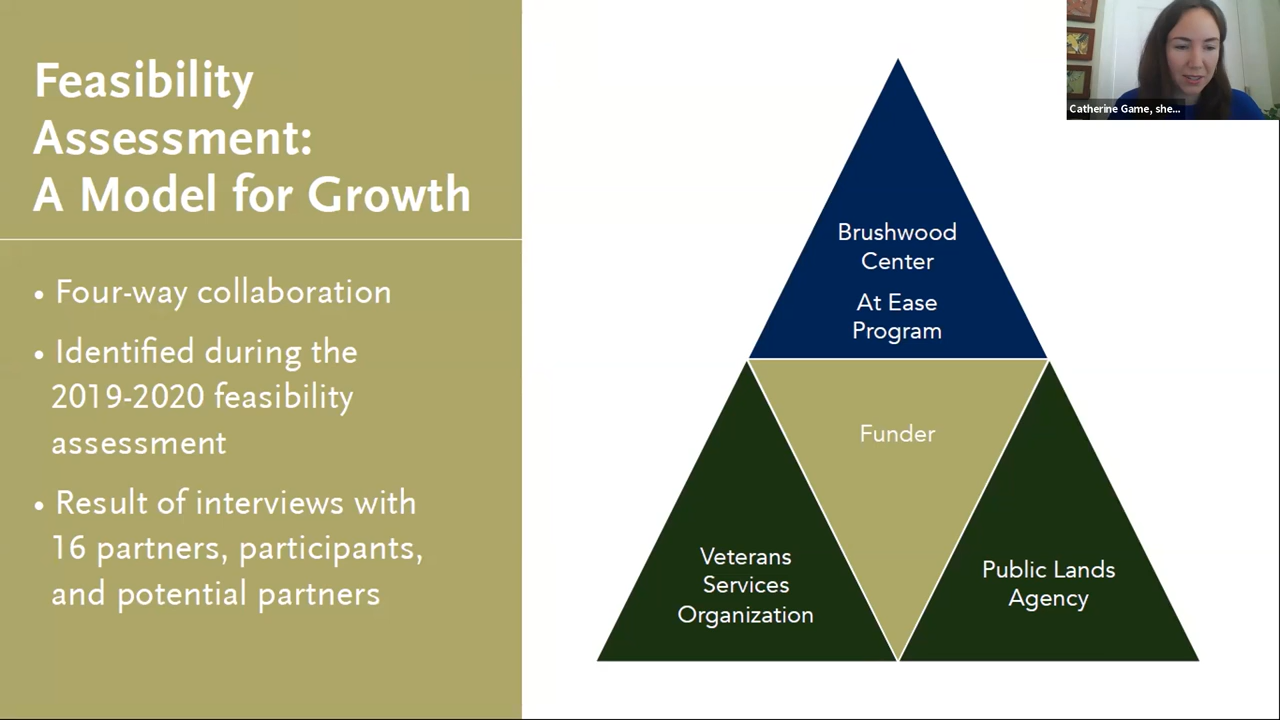 Feasibility
Assessment:
A Model for Growth
• Four-way collaboration
• Identified during the
2019-2020 feasibility
assessment
• Result of interviews with
16 partners, participants,
and potential partners
Brushwood
Center
At Ease
Program
Funder
Veterans
Services
Organization
Public Lands
Agency
Catherine Game, she...